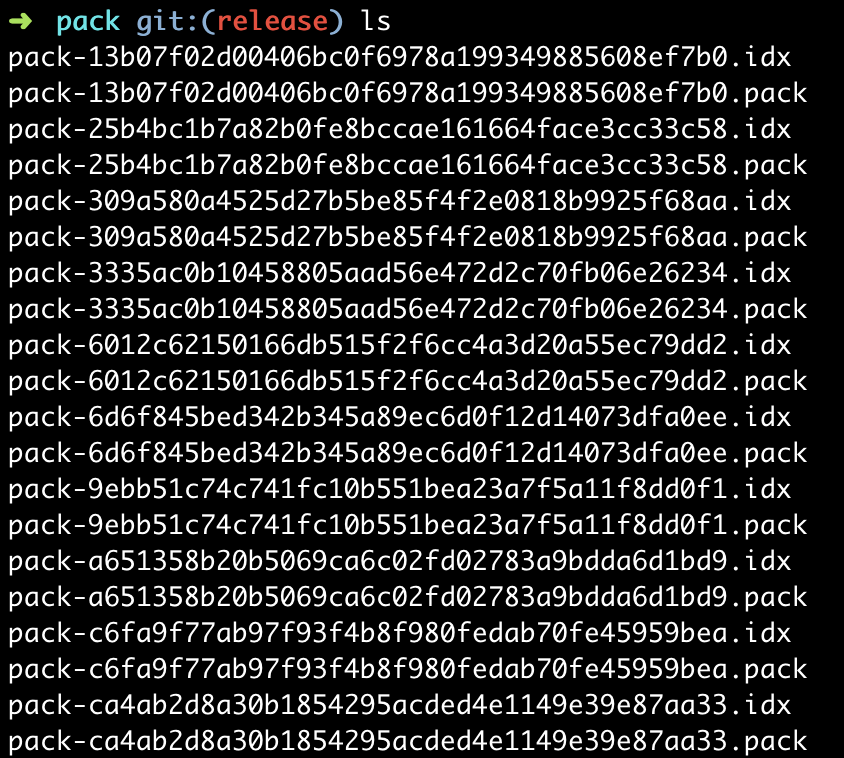 ➜ pack git:(release) ls
pack-13b07f02d00406bc0f6978a199349885608ef7b0.idx
pack-13b07f02d00406bc0f6978a199349885608ef7b0.pack
pack-25b4bc1b7a82b0fe8bccae161664face3cc33c58.idx
pack-25b4bc1b7a82b0fe8bccae161664face3cc33c58.pack
pack-309a580a4525d27b5be85f4f2e0818b9925f68aa.idx
pack-309a580a4525d27b5be85f4f2e0818b9925f68aa.pack
pack-3335ac0b10458805aad56e472d2c70fb06e26234.idx
pack-3335ac0b10458805aad56e472d2c70fb06e26234.pack
pack-6012c62150166db515f2f6cc4a3d20a55ec79dd2.idx
pack-6012c62150166db515f2f6cc4a3d20a55ec79dd2.pack
pack-6d6f845bed342b345a89ec6d0f12d14073dfa0ee.idx
pack-6d6f845bed342b345a89ec6d0f12d14073dfa0ee.pack
pack-9ebb51c74c741fc10b551bea23a7f5a11f8dd0f1.idx
pack-9ebb51c74c741fc10b551bea23a7f5a11f8dd0f1.pack
pack-a651358b20b5069ca6c02fd02783a9bdda6d1bd9.idx
pack-a651358b20b5069ca6c02fd02783a9bdda6d1bd9.pack
pack-c6fa9f77ab97f93f4b8f980fedab70fe45959bea.idx
pack-c6fa9f77ab97f93f4b8f980fedab70fe45959bea.pack
pack-ca4ab2d8a30b1854295acded4e1149e39e87aa33.idx
pack-ca4ab2d8a30b1854295acded4e1149e39e87aa33.pack